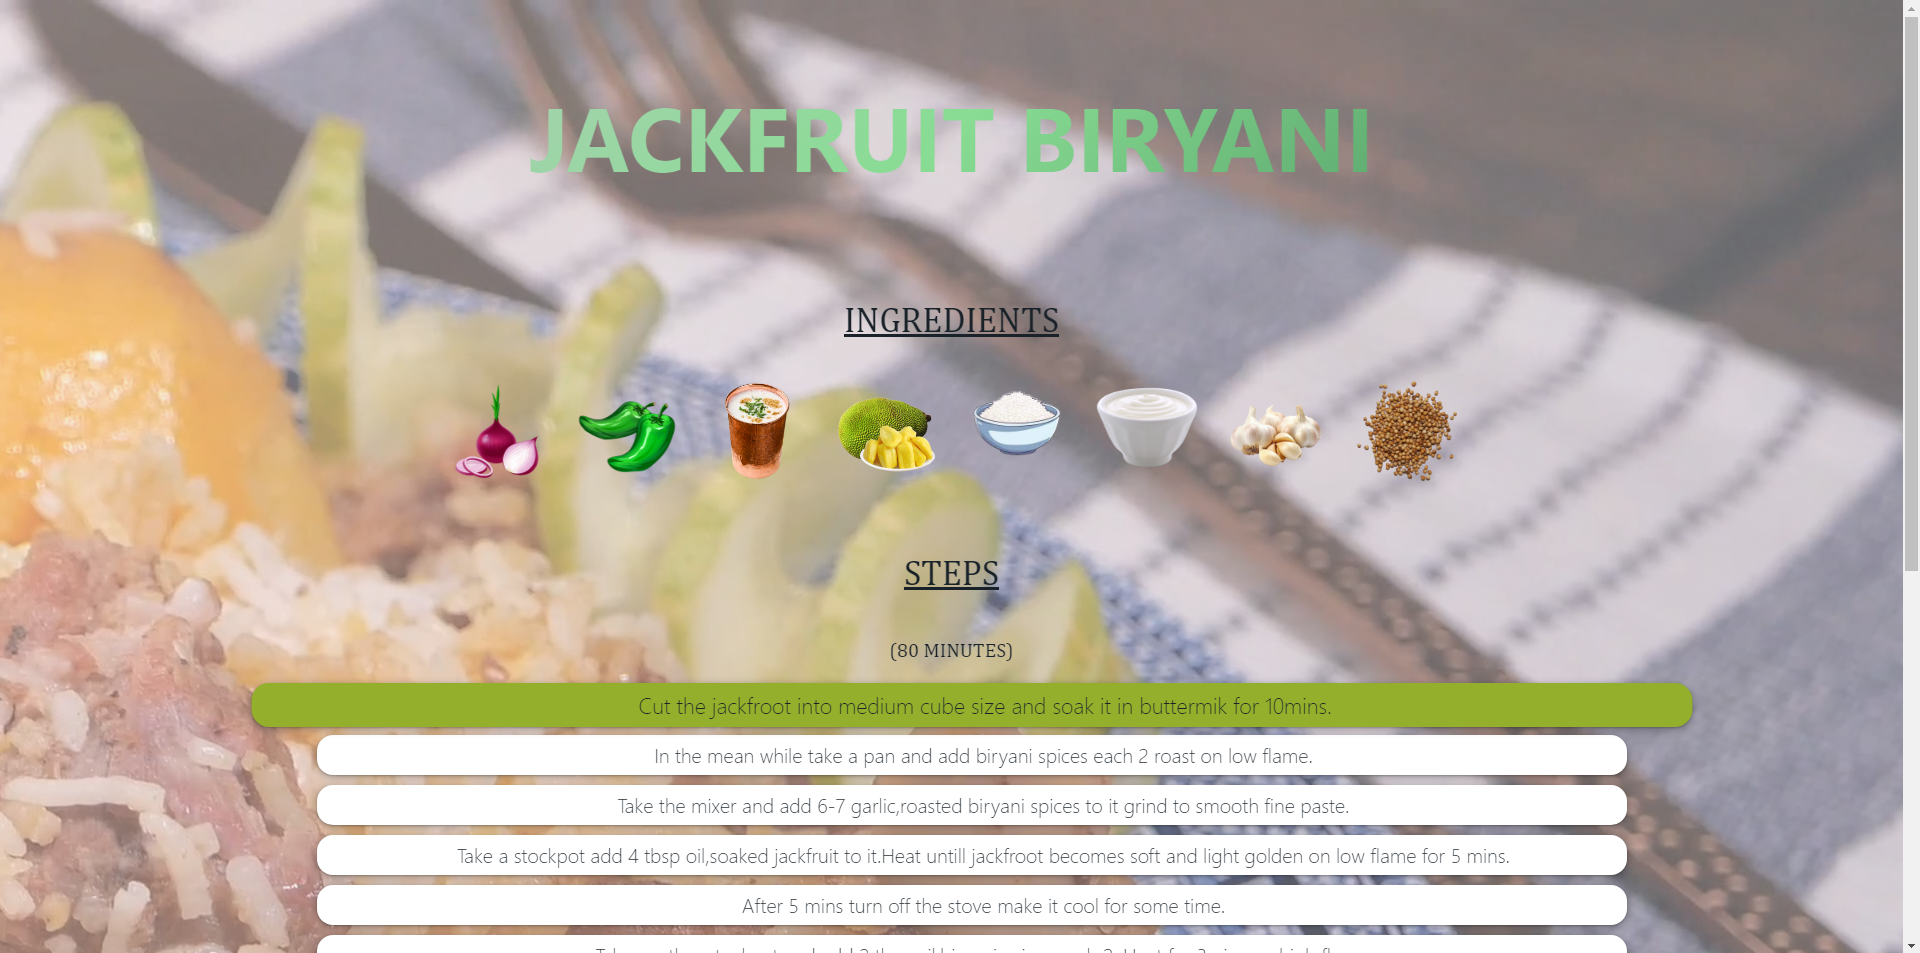 JACKFRUIT BIRYANI
INGREDIENTS
STEPS
(80 MINUTES)
Cut the jackfroot into medium cube size and soak it in buttermik for 10mins.
In the mean while take a pan and add biryani spices each 2 roast on low flame.
Take the mixer and add 6-7 garlic,roasted biryani spices to it grind to smooth fine paste.
Take a stockpot add 4 tbsp oil,soaked jackfruit to it.Heat untill jackfroot becomes soft and light golden on low flame for 5 mins.
After 5 mins turn off the stove make it cool for some time.